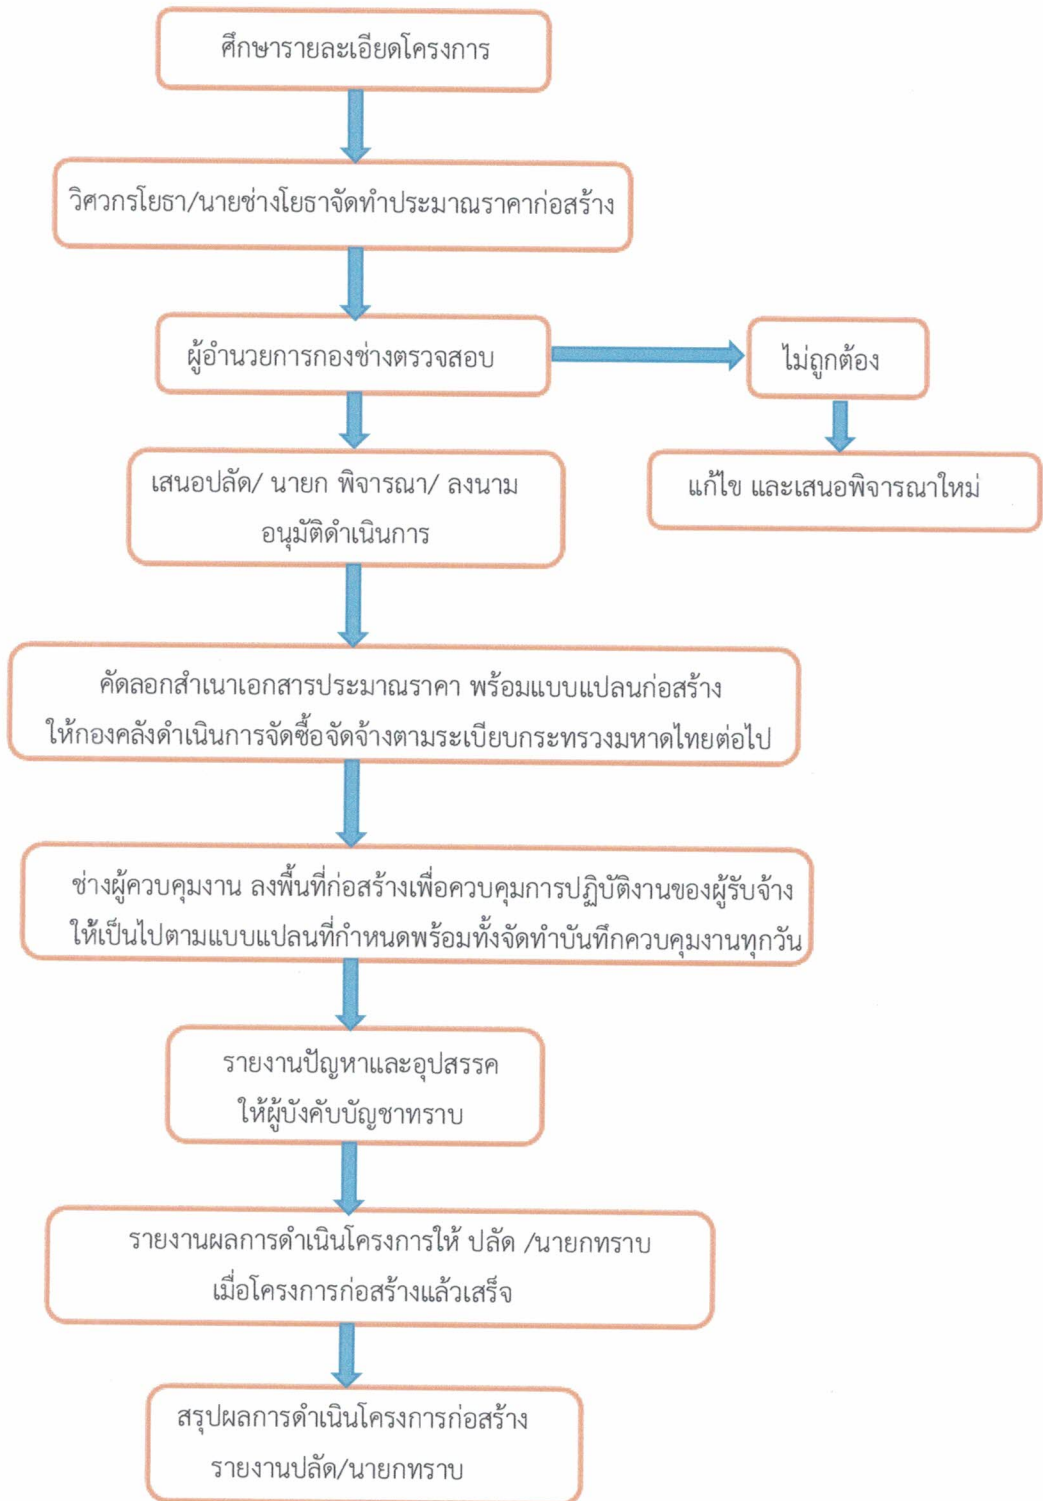 ศึกษารายละเอียดโครงการ
วิศวกรโยธา/นายช่างโยธาจัดทำประมาณราคาก่อสร้าง
ผู้อำนวยการกองช่างตรวจสอบ
ไม่ถูกต้อง
แก้ไข และเสนอพิจารณาใหม่
เสนอปลัด/ นายก พิจารณา/ ลงนาม
อนุมัติดำเนินการ
คัดลอกสำเนาเอกสารประมาณราคา พร้อมแบบแปลนก่อสร้าง
ให้กองคลังดำเนินการจัดซื้อจัดจ้างตามระเบียบกระทรวงมหาดไทยต่อไป
ช่างผู้ควบคุมงาน ลงพื้นที่ก่อสร้างเพื่อควบคุมการปฏิบัติงานของผู้รับจ้าง
ให้เป็นไปตามแบบแปลนที่กำหนดพร้อมทั้งจัดทำบันทึกควบคุมงานทุกวัน
รายงานปัญหาและอุปสรรค
ให้ผู้บังคับบัญชาทราบ
รายงานผลการดำเนินโครงการให้ ปลัด /นายกทราบ
เมื่อโครงการก่อสร้างแล้วเสร็จ
สรุปผลการดำเนินโครงการก่อสร้าง
รายงานปลัด/นายกทราบ